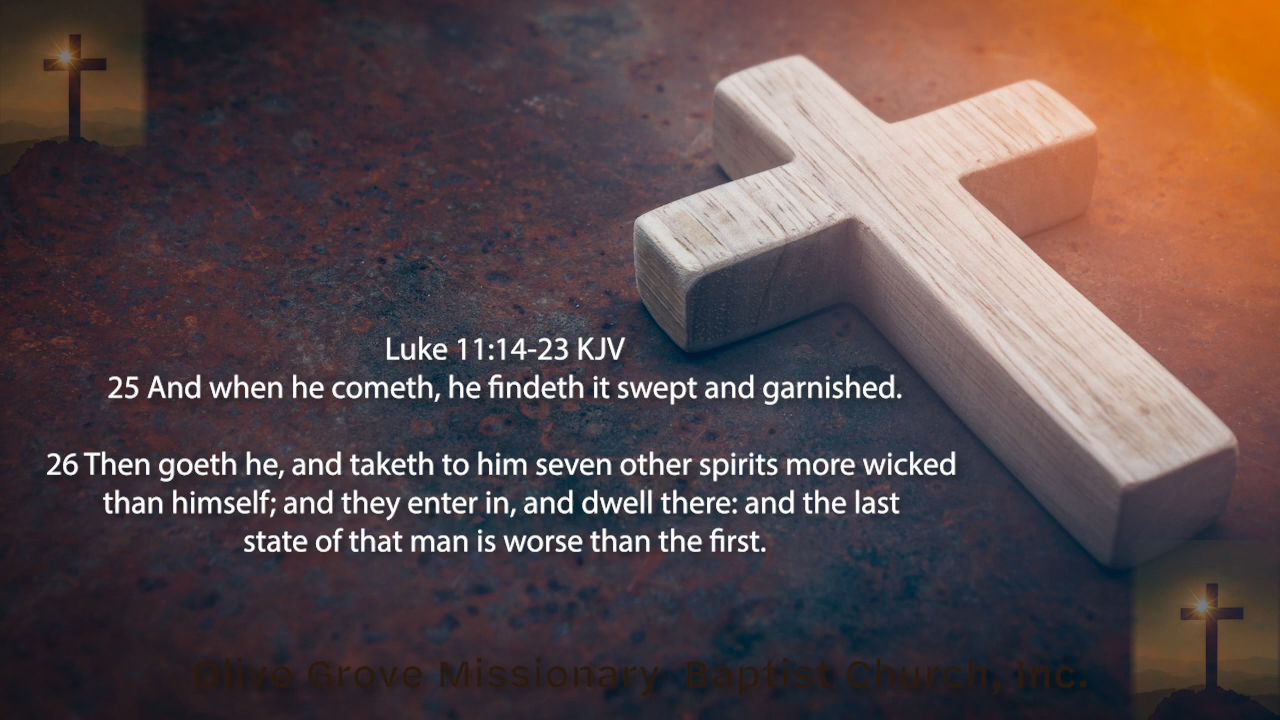 Luke 11:14-23 KJV
25 And when he cometh, he findeth it swept and garnished.
26 Then goeth he, and taketh to him seven other spirits more wicked
than himself; and they enter in, and dwell there: and the last
state of that man is worse than the first.
Olive Grove Missionary Baptist Church, Inc.